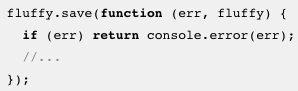 fluffy.save(function (err, fluffy) {
  if (err) return console.error(err);
  //...
});